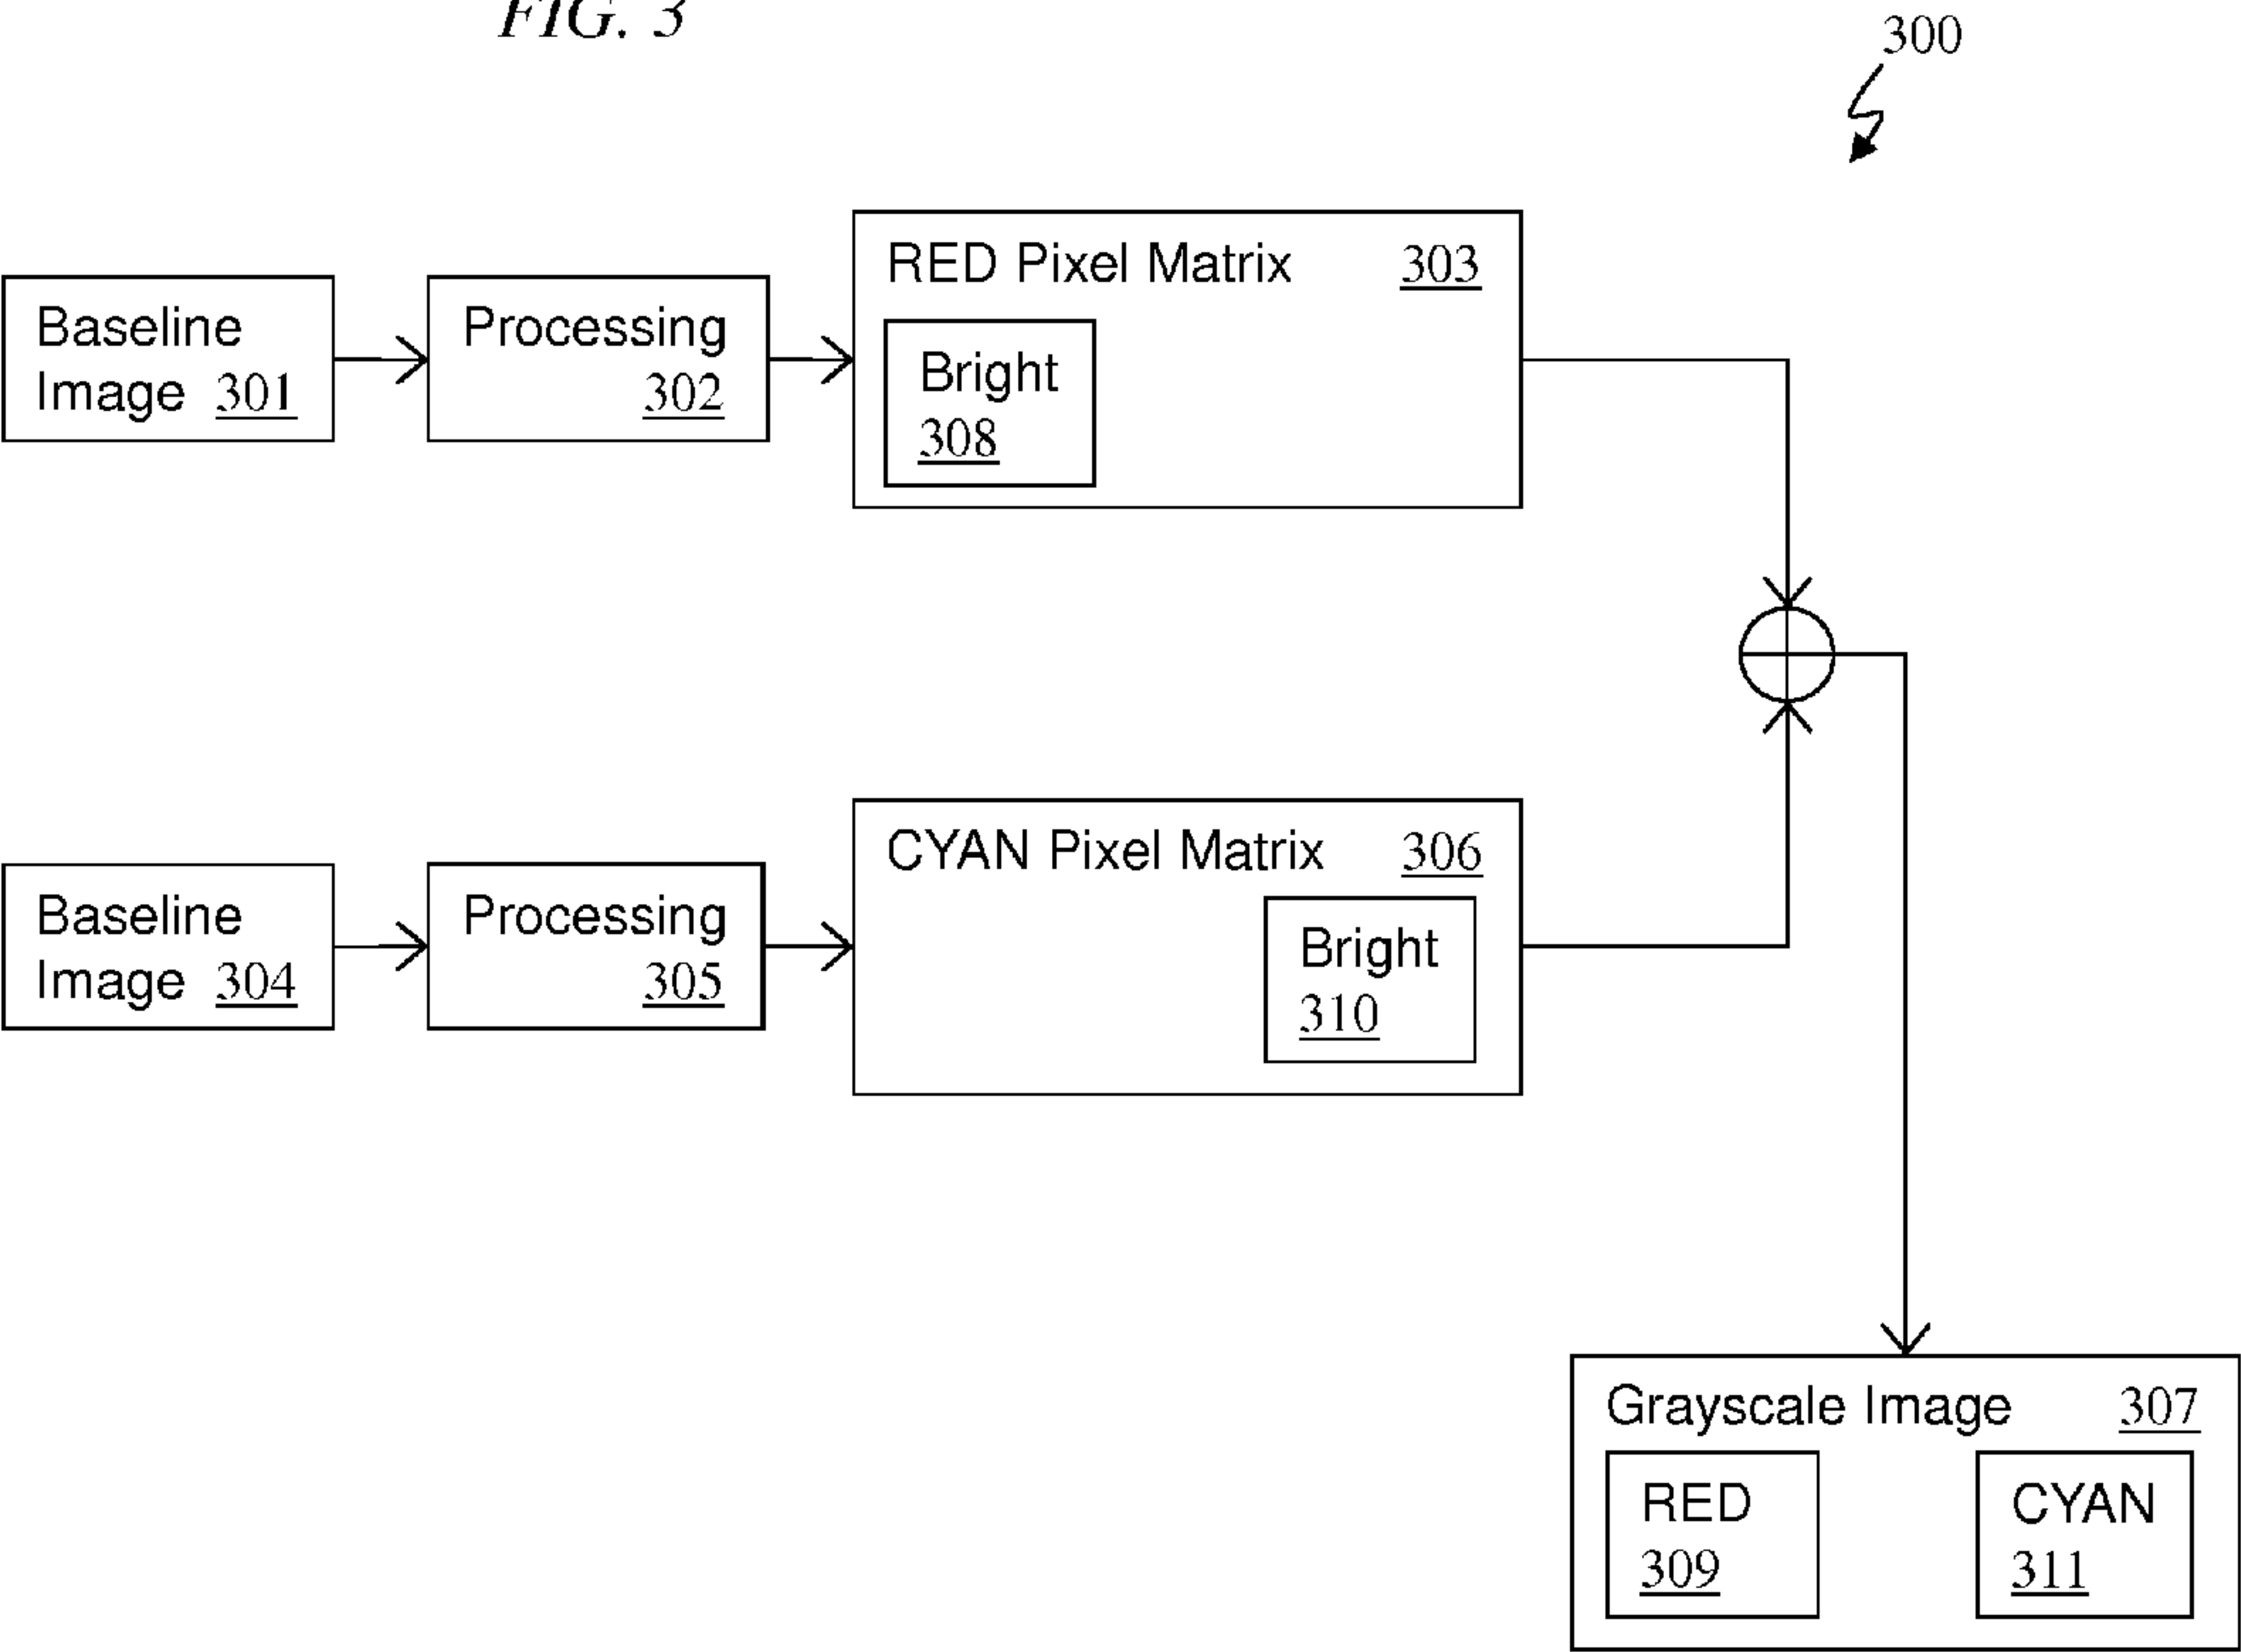 FIG. 3
300
RED Pixel Matrix 303
Baseline
Image 301
Processing
302
Bright
308
CYAN Pixel Matrix 306
Baseline
Image 304
Processing
305
Bright
310
Grayscale Image 307
RED
309
CYAN
311